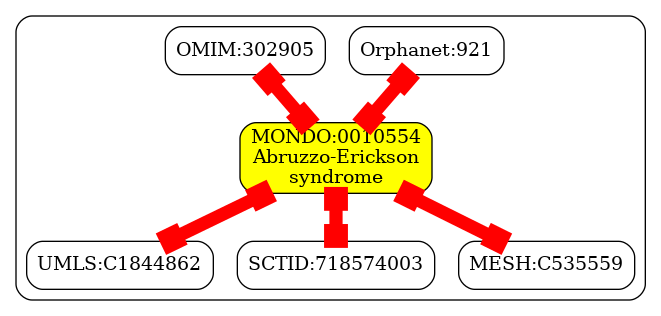 OMIM:302905
Orphanet:921
MONDO:0010554
Abruzzo-Erickson
syndrome
UMLS:C1844862
SCTID:718574003
MESH:C535559